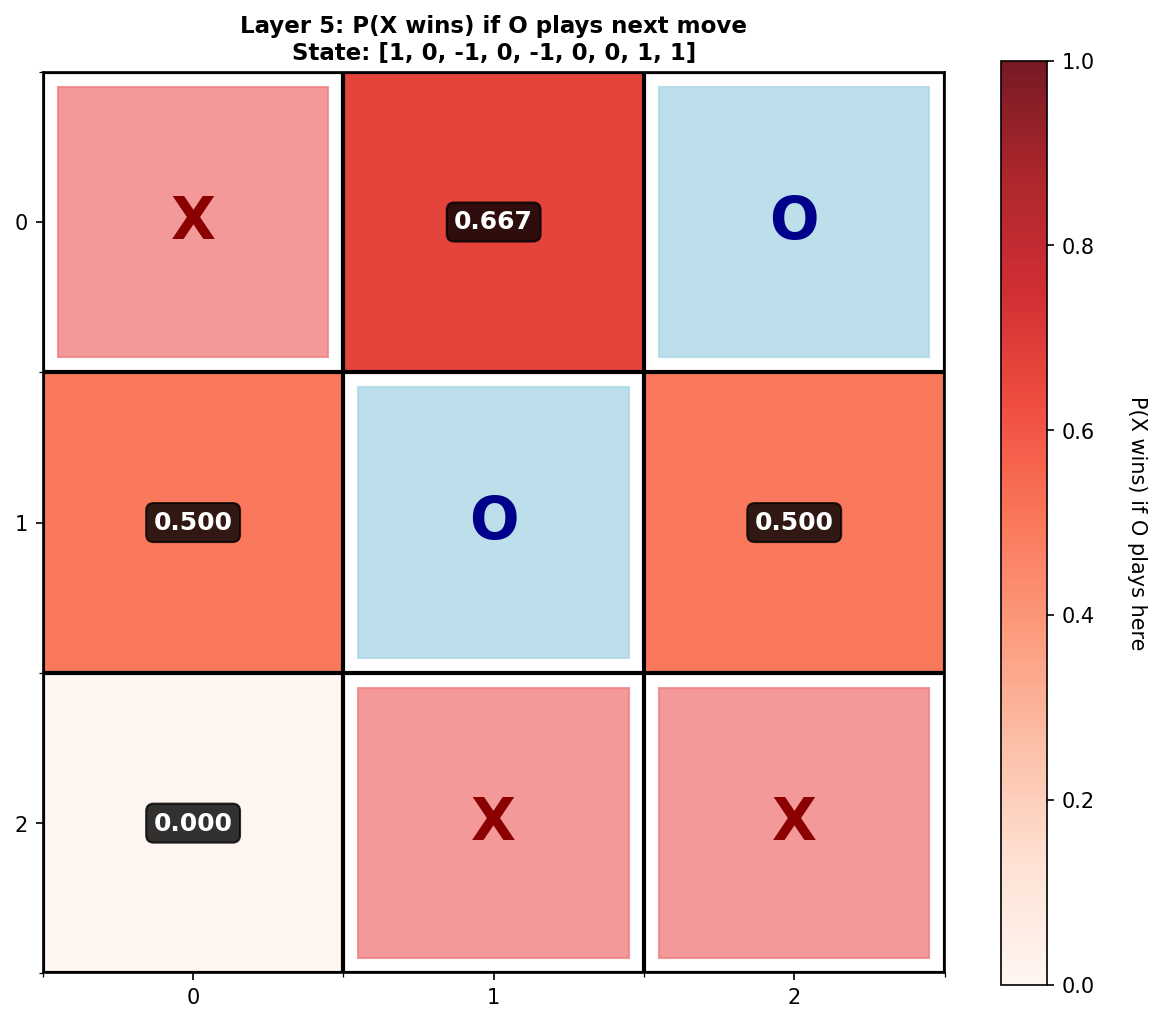 Layer 5: P(X wins) if O plays next move
State: [1, 0, -1, 0, -1, 0, 0, 1, 1]
0
X
0.667
O
1
0.500
O
0.500
2
0.000
X
X
0
1
2
1.0
0.8
0.6
0.4
0.2
0.0
P(X wins) if O plays here